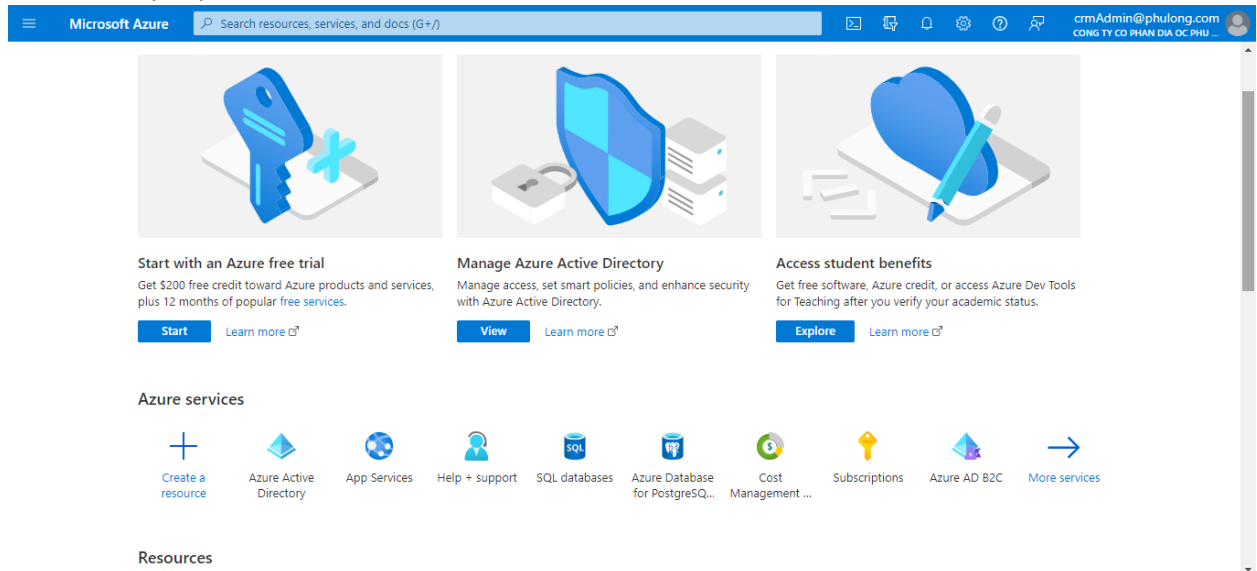 Microsoft Azure
Search resources, services, and docs (G+/)
crmAdmin@phulong.com
CONG TY CO PHAN DIA OC PHU ...
Start with an Azure free trial
Get $200 free credit toward Azure products and services,
plus 12 months of popular free services.
Start
Learn more
Manage Azure Active Directory
Manage access, set smart policies, and enhance security
with Azure Active Directory.
View
Learn more
Access student benefits
Get free software, Azure credit, or access Azure Dev Tools
for Teaching after you verify your academic status.
Explore
Learn more
Azure services
Create a
resource
Azure Active
Directory
App Services
Help + support
SQL
SQL databases
Azure Database
for PostgreSQ...
Cost
Management ...
Subscriptions
Azure AD B2C
More services
Resources